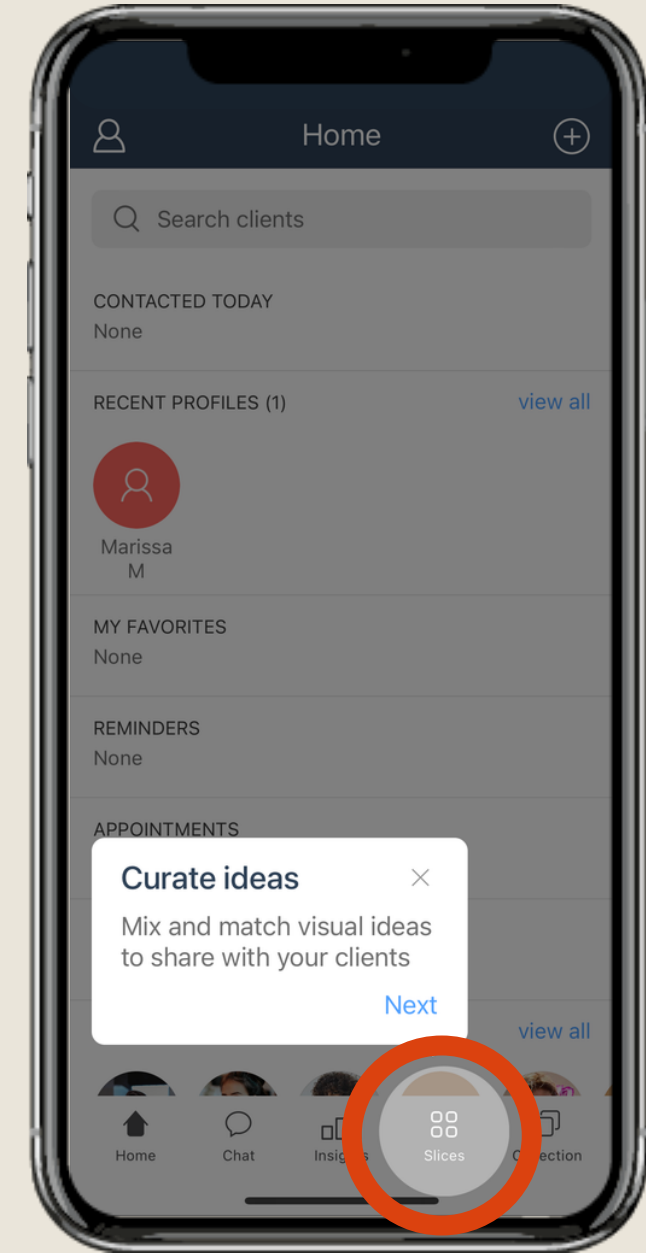 Home
Search clients
CONTACTED TODAY
None
RECENT PROFILES (1)
view all
Marissa
M
MY FAVORITES
None
REMINDERS
None
APPOINTMENTS
Curate ideas
Mix and match visual ideas
to share with your clients
Next
view all
Home
Chat
Slices